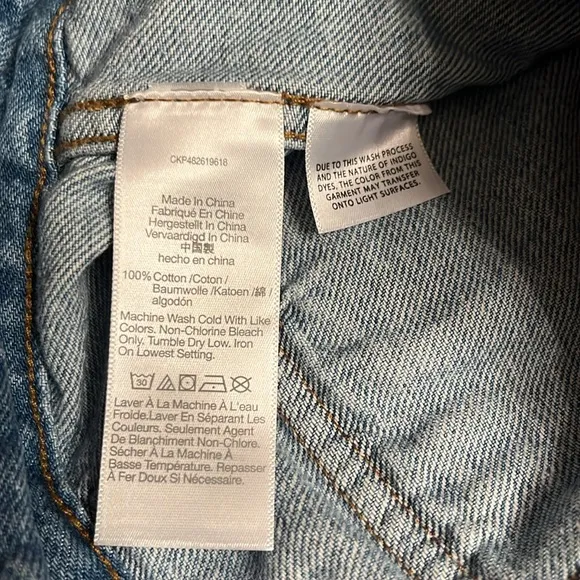 CKP482619618
Made In China
Fabriqué En Chine
Hergestellt In China
Vervaardigd In China
中国製
hecho en china
100% Cotton /Coton/
Baumwolle /Katoen /綿/
algodón
Machine Wash Cold With Like
Colors. Non-Chlorine Bleach
Only. Tumble Dry Low. Iron
On Lowest Setting.
30
Laver À La Machine À L'eau
Froide.Laver En Séparant Les
Couleurs. Seulement Agent
De Blanchiment Non-Chlore.
Sécher À La Machine À
Basse Température. Repasser
À Fer Doux Si Nécessaire.
DUE TO THIS WASH PROCESS
AND THE NATURE OF INDIGO
DYES, THE COLOR FROM THIS
GARMENT MAY TRANSFER
ONTO LIGHT SURFACES.